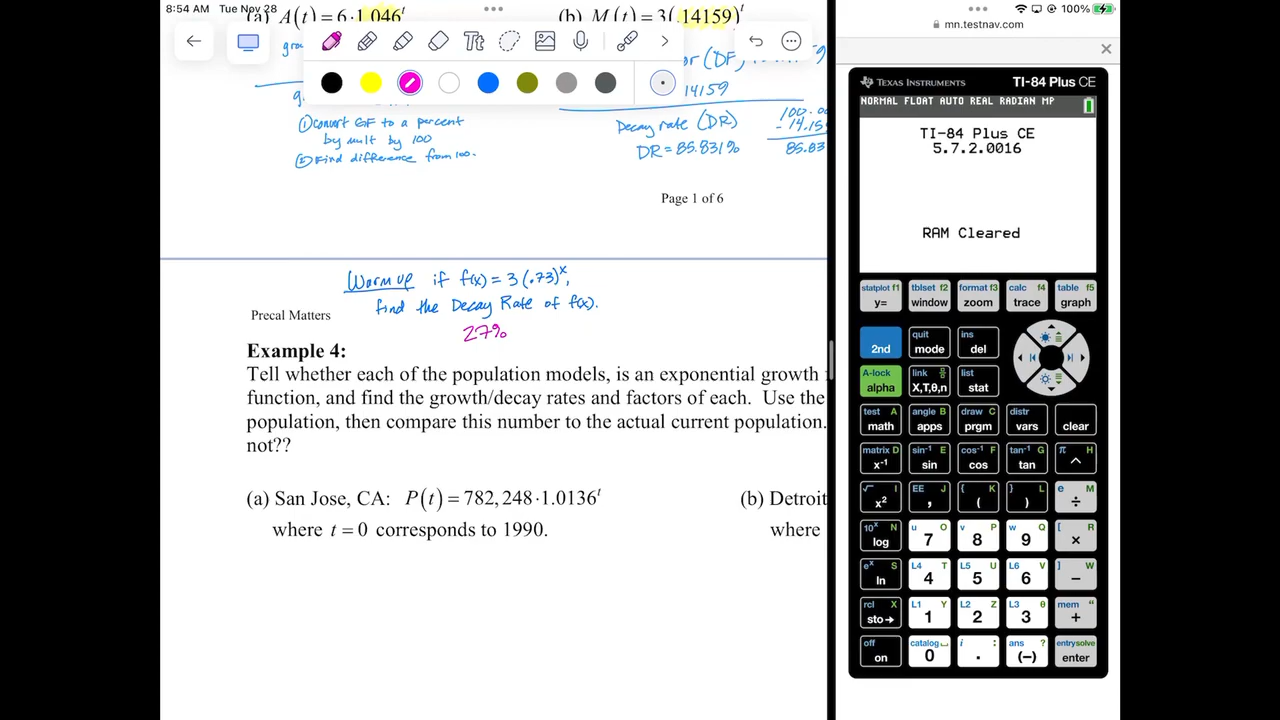 8:54 AM Tue Nov 28
100%
mn.testnav.com
(a) A(t) = 6·1.046ᵗ
(b) M(t) = 3(.14159)ᵗ
Tt
or (DF,
14159
① Convert GF to a percent
by mult by 100
② Find difference from 100.
Decay rate (DR)
DR = 85.831%
100.00
- 14.15
85.83
Page 1 of 6
Warm up if f(x) = 3(.73)ˣ,
find the Decay Rate of f(x).
27%
Precal Matters
Example 4:
Tell whether each of the population models, is an exponential growth
function, and find the growth/decay rates and factors of each. Use the
population, then compare this number to the actual current population.
not??
(a) San Jose, CA: P(t) = 782,248·1.0136ᵗ
where t = 0 corresponds to 1990.
(b) Detroit
where
TEXAS INSTRUMENTS TI-84 Plus CE
NORMAL FLOAT AUTO REAL RADIAN MP
TI-84 Plus CE
5.7.2.0016
RAM Cleared
statplot f1 tblset f2 format f3 calc f4 table f5
y= window zoom trace graph
quit ins
2nd mode del
A-lock link list
alpha X,T,θ,n stat
test A angle B draw C distr
math apps prgm vars clear
matrix D sin⁻¹ E cos⁻¹ F tan⁻¹ G π H
x⁻¹ sin cos tan ^
√ I EE J { K } L e M
x² , ( ) ÷
10ˣ N u O v P w Q [ R
log 7 8 9 ×
eˣ S L4 T L5 U L6 V ] W
ln 4 5 6 −
rcl X L1 Y L2 Z L3 θ mem "
sto→ 1 2 3 +
off catalog i : ans ? entry solve
on 0 . (−) enter